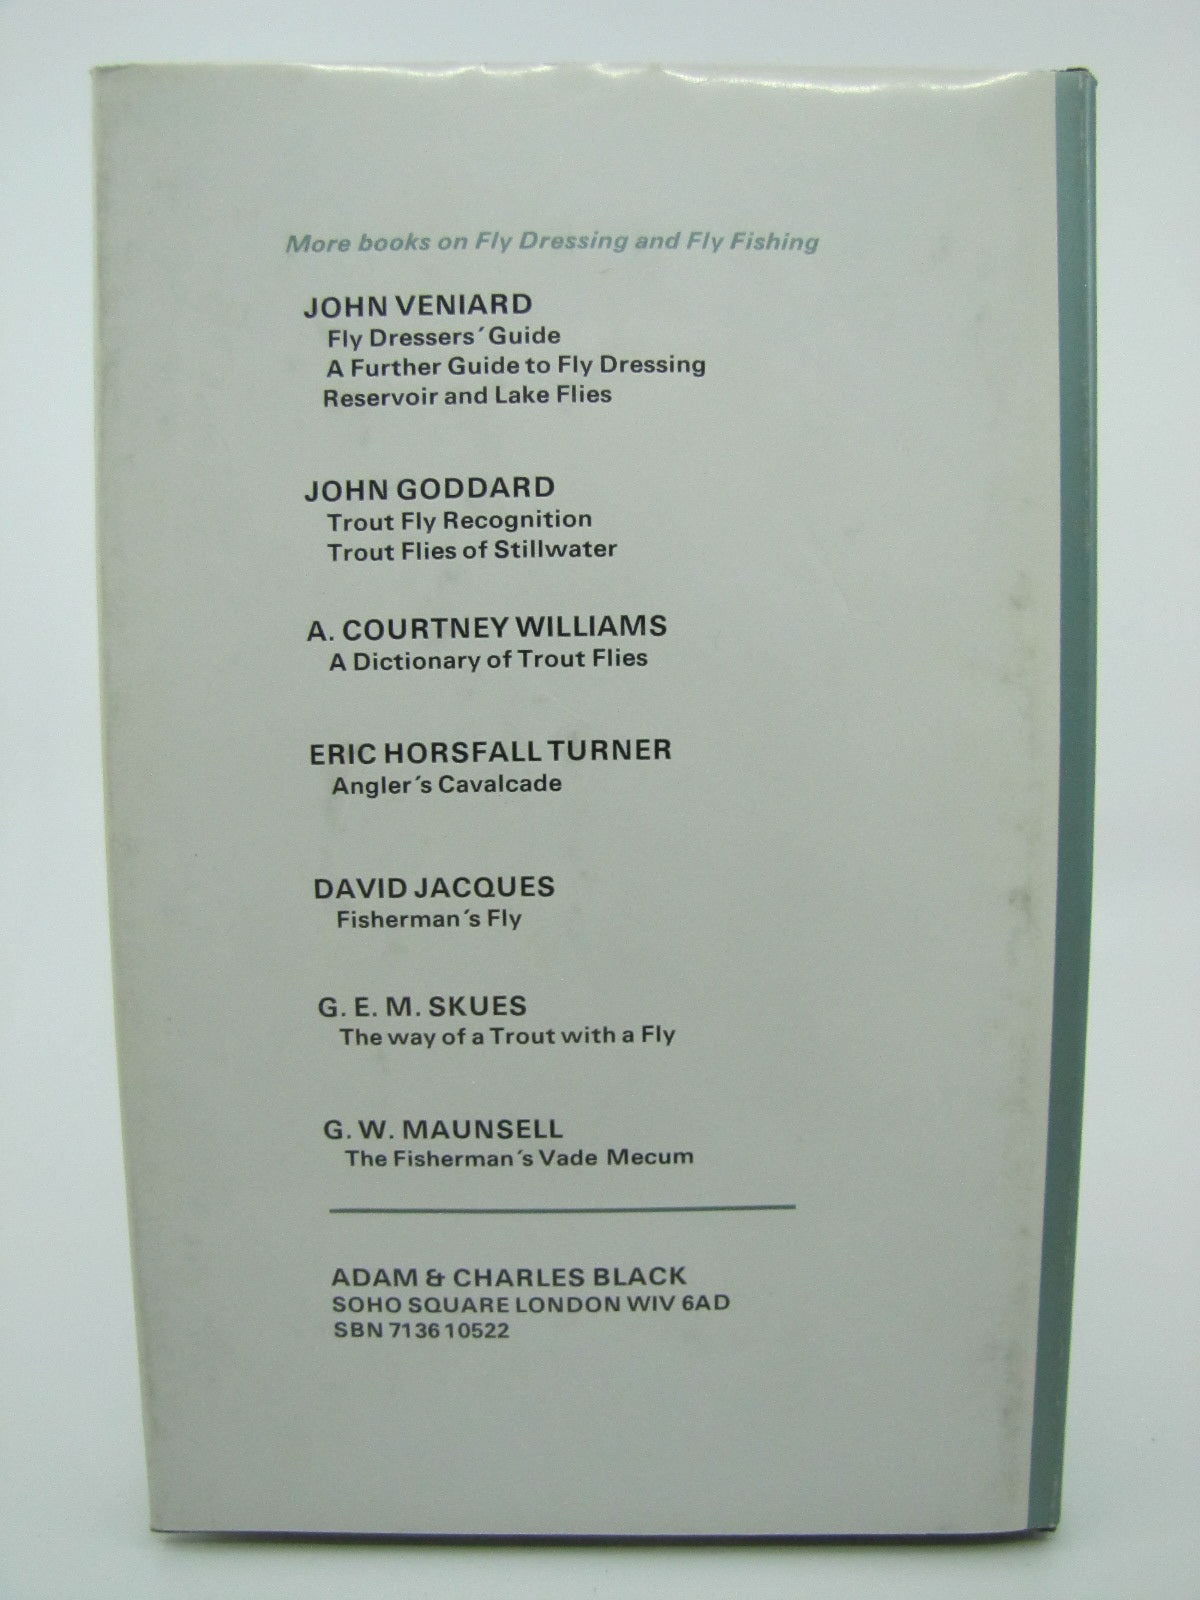 More books on Fly Dressing and Fly Fishing
JOHN VENIARD
Fly Dressers´ Guide
A Further Guide to Fly Dressing
Reservoir and Lake Flies
JOHN GODDARD
Trout Fly Recognition
Trout Flies of Stillwater
A. COURTNEY WILLIAMS
A Dictionary of Trout Flies
ERIC HORSFALL TURNER
Angler´s Cavalcade
DAVID JACQUES
Fisherman´s Fly
G. E. M. SKUES
The way of a Trout with a Fly
G. W. MAUNSELL
The Fisherman´s Vade Mecum
ADAM & CHARLES BLACK
SOHO SQUARE LONDON WIV 6AD
SBN 7136 10522